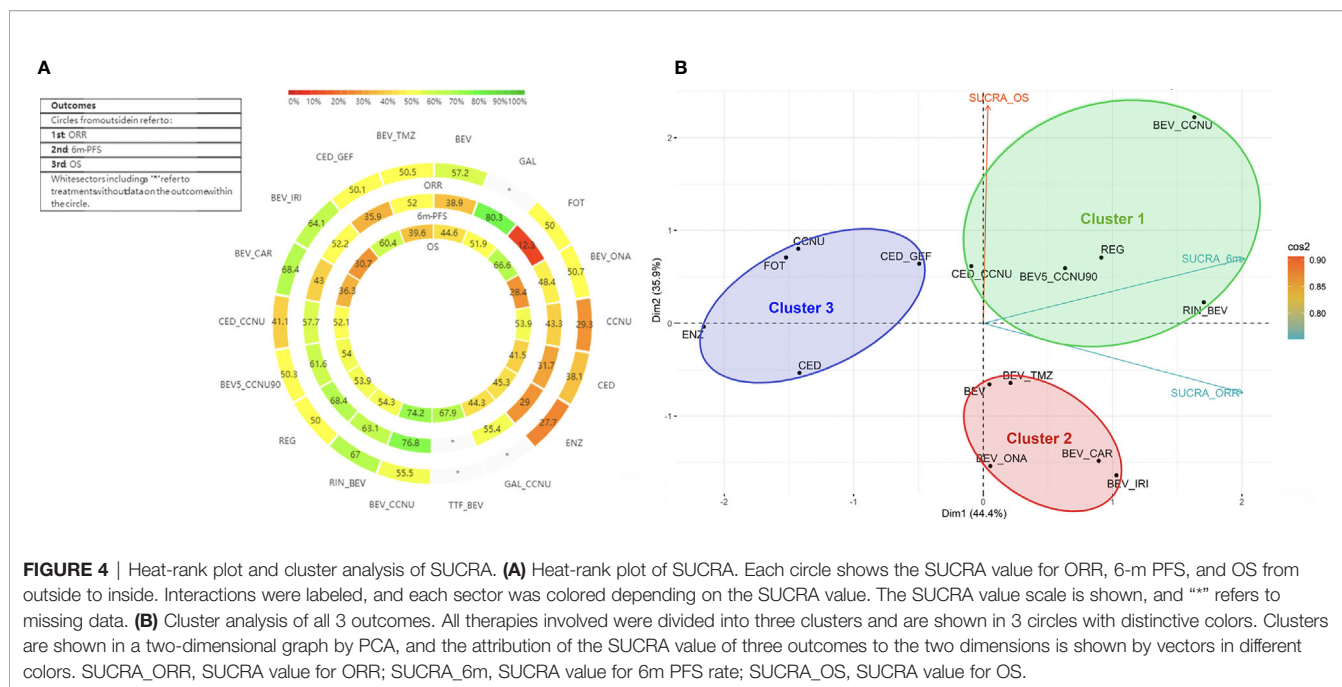 A
B
Outcomes
Circles from outside in refer to:
1st: ORR
2nd: 6m-PFS
3rd: OS
White sectors including "*" refer to
treatments without data on the outcome within
the circle.
0% 10% 20% 30% 40% 50% 60% 70% 80% 90% 100%
BEV_TMZ
BEV
GAL
FOT
BEV_ONA
CCNU
CED
ENZ
GAL_CCNU
TTF_BEV
BEV_CCNU
RIN_BEV
REG
BEV5_CCNU90
CED_CCNU
BEV_CAR
BEV_IRI
CED_GEF
ORR
50.5
57.2
*
50
50.7
29.3
38.1
27.7
*
*
55.5
67
50
50.3
41.1
68.4
64.1
50.1
6m-PFS
52
38.9
80.3
12.3
48.4
43.3
31.7
29
55.4
*
76.8
63.1
68.4
61.6
57.7
43
52.2
35.9
OS
39.6
44.6
51.9
66.6
28.4
53.9
41.5
45.3
44.3
67.9
74.2
54.3
53.9
54
52.1
36.3
30.7
60.4
SUCRA_OS
BEV_CCNU
Cluster 1
CCNU
FOT
CED_GEF
CED_CCNU
BEV5_CCNU90
REG
SUCRA_6m
RIN_BEV
Cluster 3
ENZ
CED
BEV
BEV_TMZ
SUCRA_ORR
Cluster 2
BEV_ONA
BEV_CAR
BEV_IRI
2
1
0
-1
Dim2 (35.9%)
-2 -1 0 1 2
Dim1 (44.4%)
cos2
0.90
0.85
0.80
FIGURE 4 | Heat-rank plot and cluster analysis of SUCRA. (A) Heat-rank plot of SUCRA. Each circle shows the SUCRA value for ORR, 6-m PFS, and OS from
outside to inside. Interactions were labeled, and each sector was colored depending on the SUCRA value. The SUCRA value scale is shown, and "*" refers to
missing data. (B) Cluster analysis of all 3 outcomes. All therapies involved were divided into three clusters and are shown in 3 circles with distinctive colors. Clusters
are shown in a two-dimensional graph by PCA, and the attribution of the SUCRA value of three outcomes to the two dimensions is shown by vectors in different
colors. SUCRA_ORR, SUCRA value for ORR; SUCRA_6m, SUCRA value for 6m PFS rate; SUCRA_OS, SUCRA value for OS.